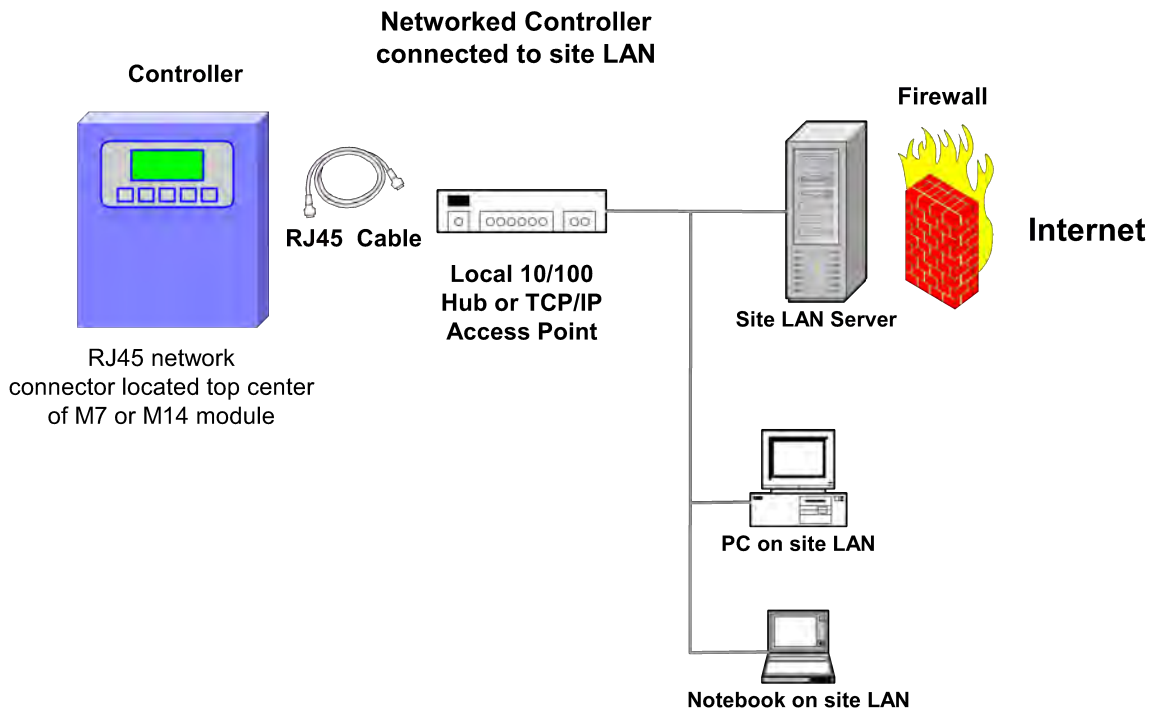 Networked Controller
connected to site LAN
Controller
Firewall
RJ45 Cable
Internet
Local 10/100
Hub or TCP/IP
Access Point
Site LAN Server
RJ45 network
connector located top center
of M7 or M14 module
PC on site LAN
Notebook on site LAN